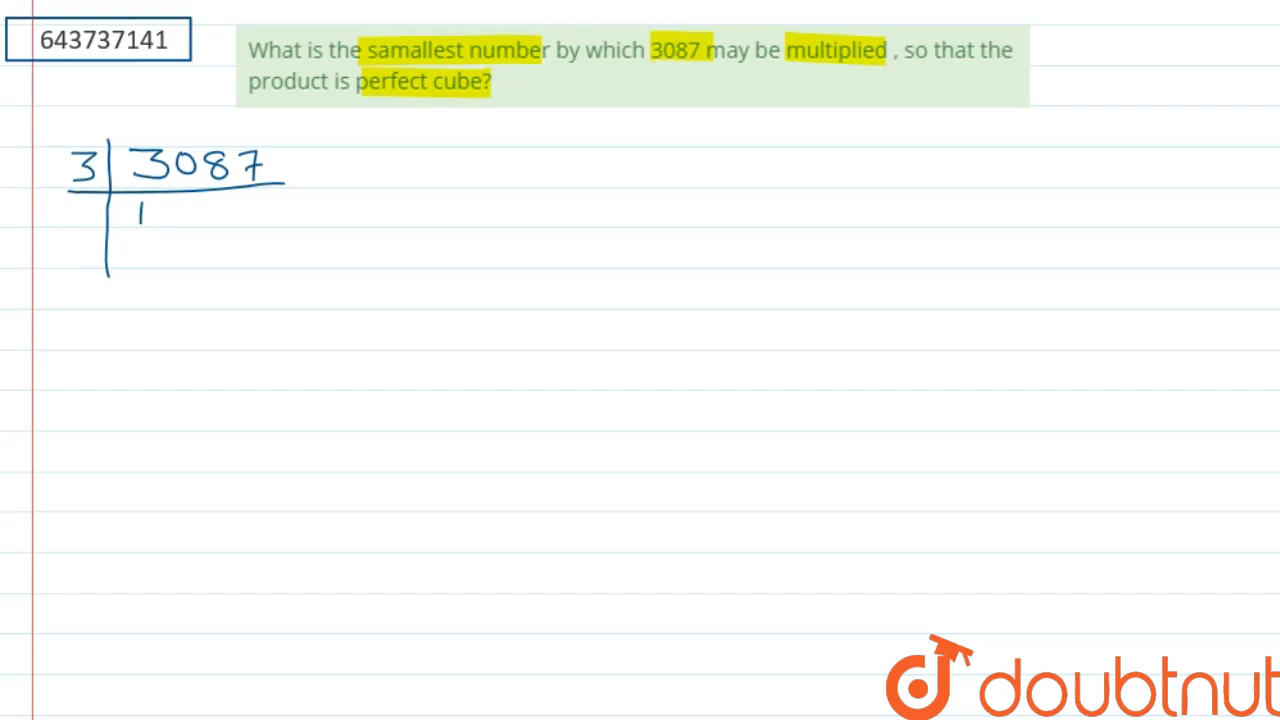 643737141
What is the samallest number by which 3087 may be multiplied , so that the
product is perfect cube?
3 3087
1
doubtnut